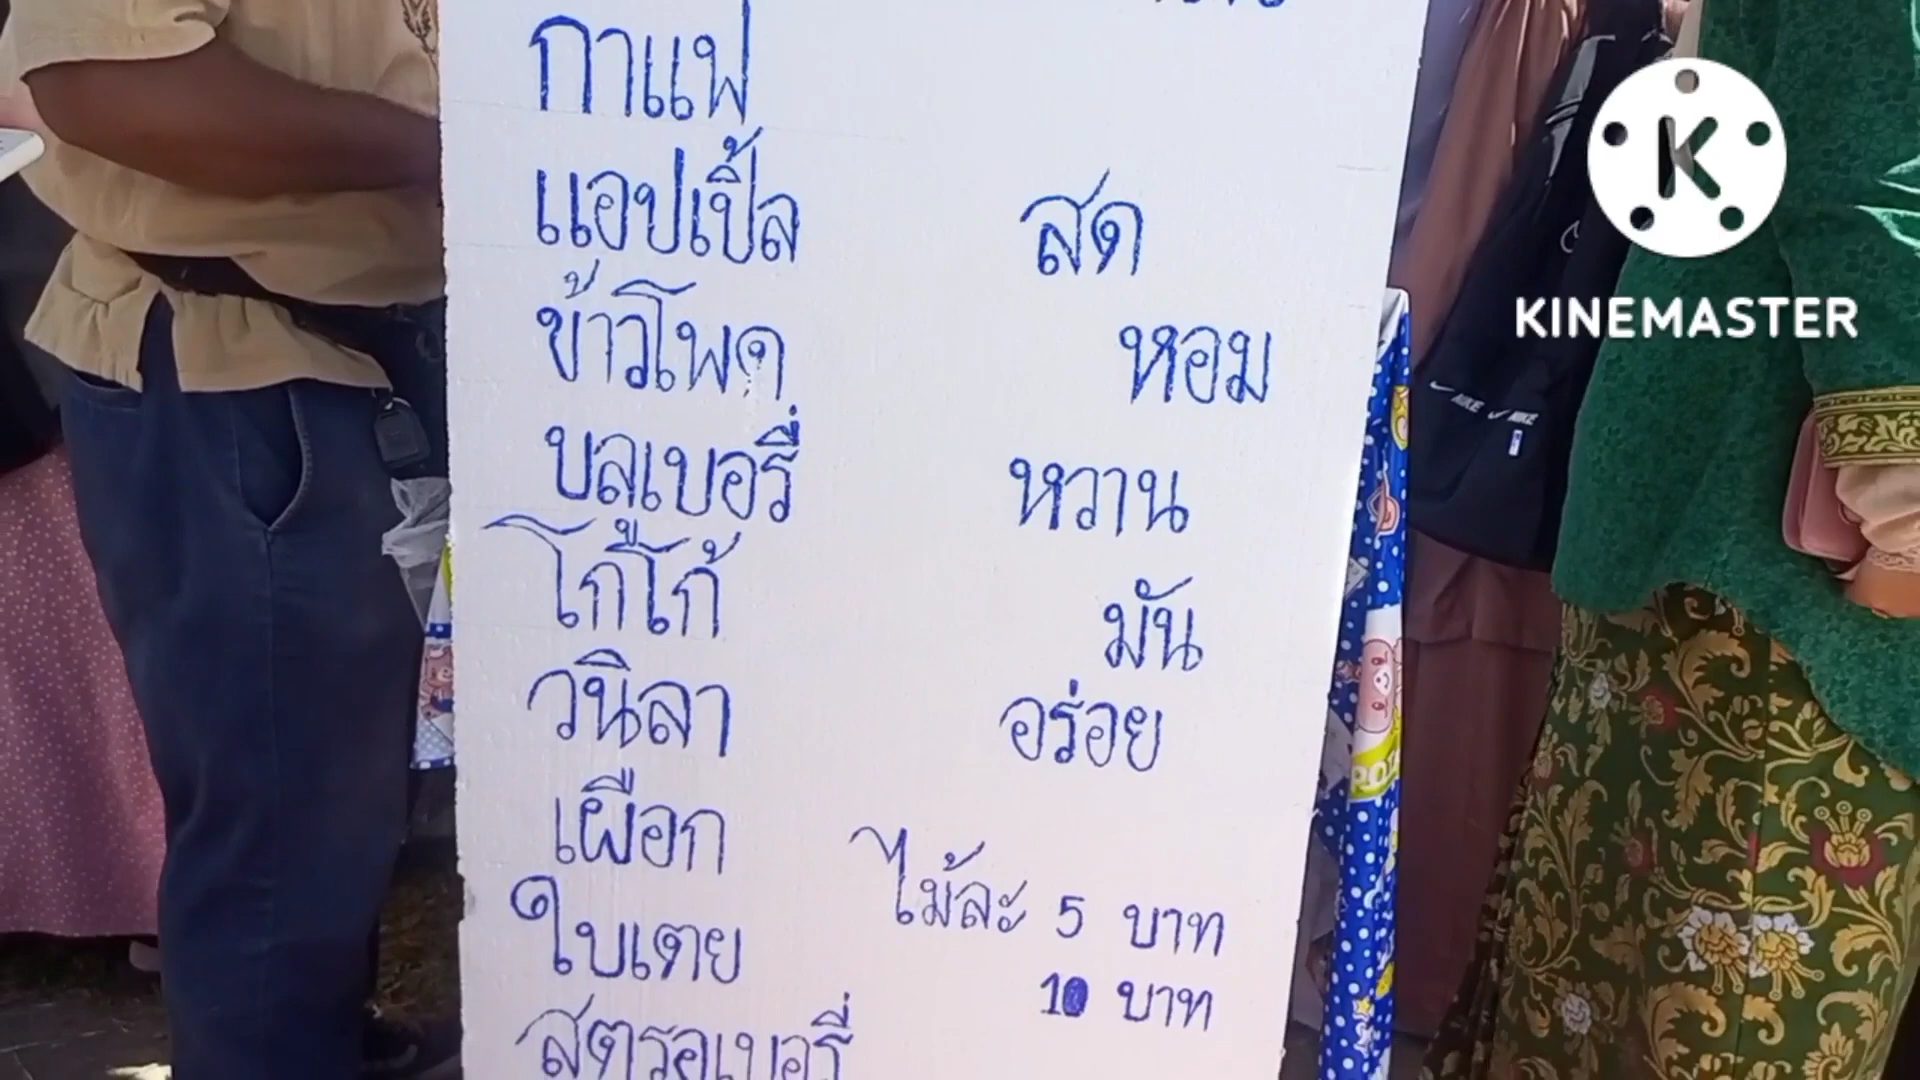 กาแฟ
แอปเปิ้ล
สด
ข้าวโพด
หอม
บลูเบอรี่
หวาน
โกโก้
มัน
วนิลา
อร่อย
เผือก
ไม้ละ 5 บาท
ใบเตย
10 บาท
สตรอเบอรี่
K
KINEMASTER
NIKE NIKE